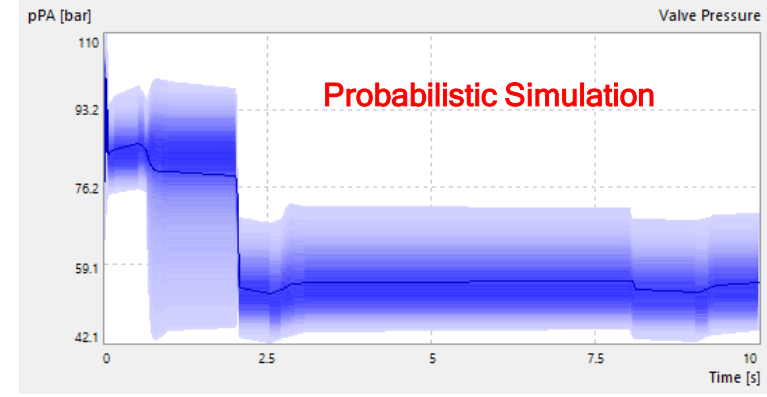 pPA [bar]
Valve Pressure
110
Probabilistic Simulation
93.2
76.2
59.1
42.1
0
2.5
5
7.5
10
Time [s]